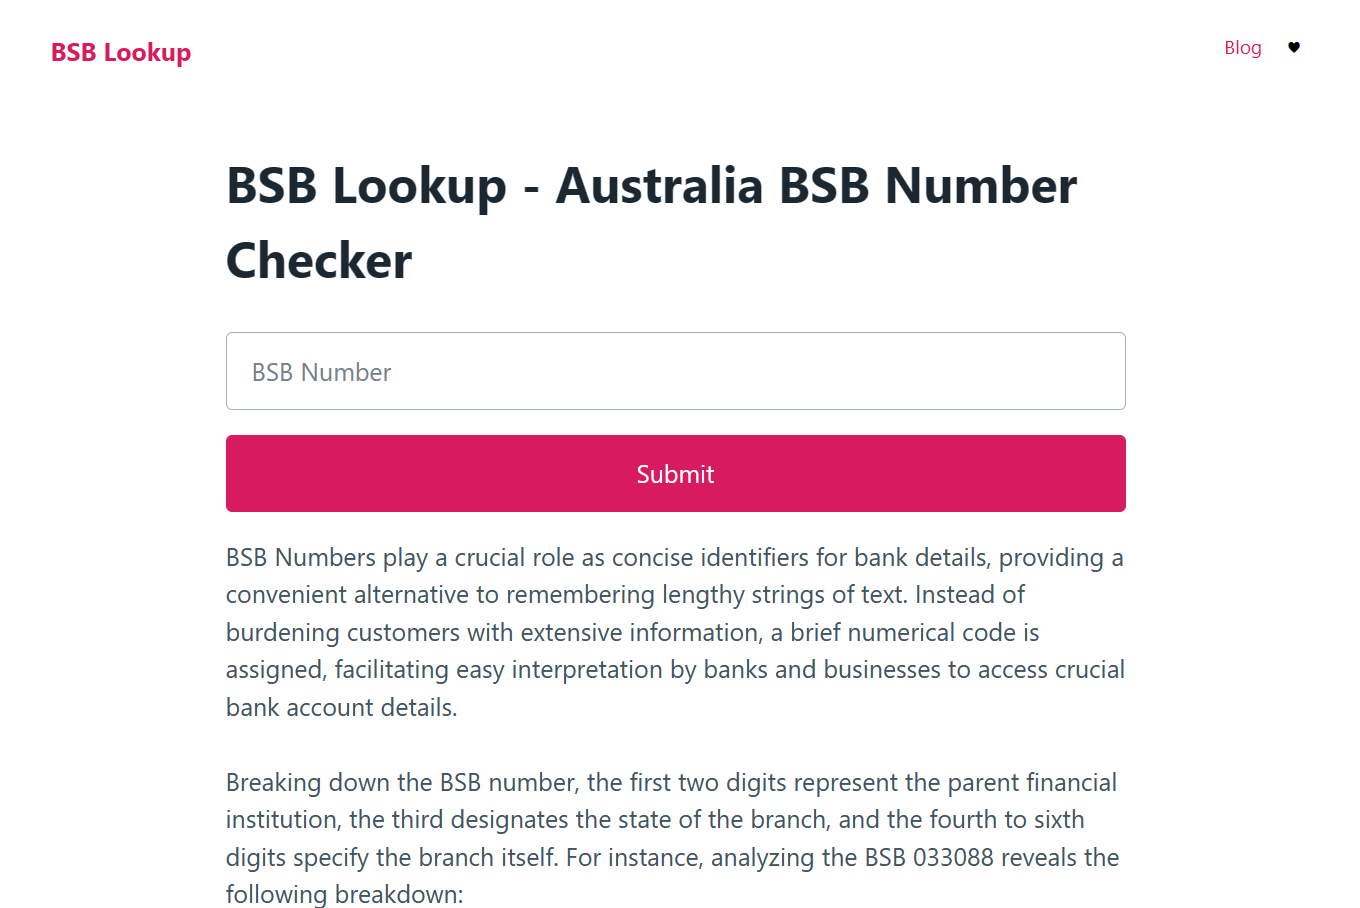 BSB Lookup
Blog ♥
BSB Lookup - Australia BSB Number
Checker
BSB Number
Submit
BSB Numbers play a crucial role as concise identifiers for bank details, providing a
convenient alternative to remembering lengthy strings of text. Instead of
burdening customers with extensive information, a brief numerical code is
assigned, facilitating easy interpretation by banks and businesses to access crucial
bank account details.
Breaking down the BSB number, the first two digits represent the parent financial
institution, the third designates the state of the branch, and the fourth to sixth
digits specify the branch itself. For instance, analyzing the BSB 033088 reveals the
following breakdown: